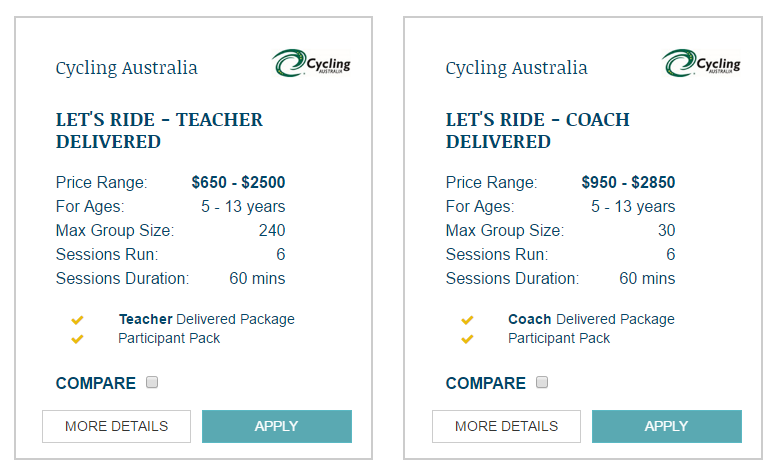 Cycling Australia
Cycling
AUSTRALIA
LET'S RIDE - TEACHER
DELIVERED
Price Range: $650 - $2500
For Ages: 5 - 13 years
Max Group Size: 240
Sessions Run: 6
Sessions Duration: 60 mins
Teacher Delivered Package
Participant Pack
COMPARE
MORE DETAILS
APPLY
Cycling Australia
Cycling
AUSTRALIA
LET'S RIDE - COACH
DELIVERED
Price Range: $950 - $2850
For Ages: 5 - 13 years
Max Group Size: 30
Sessions Run: 6
Sessions Duration: 60 mins
Coach Delivered Package
Participant Pack
COMPARE
MORE DETAILS
APPLY